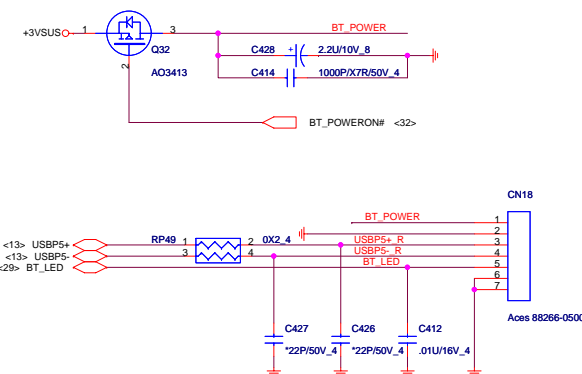 BT_POWER
+3VSUS 1 3
Q32
C428 + 2.2U/10V_8
2
AO3413
C414 1000P/X7R/50V_4
BT_POWERON# <32>
CN18
BT_POWER 1
2
<13> USBP5+ RP49 1 2 0X2_4 USBP5+_R 3
<13> USBP5- 3 4 USBP5-_R 4
<29> BT_LED BT_LED 5
6
7
Aces 88266-0500
C427 C426 C412
*22P/50V_4 *22P/50V_4 .01U/16V_4